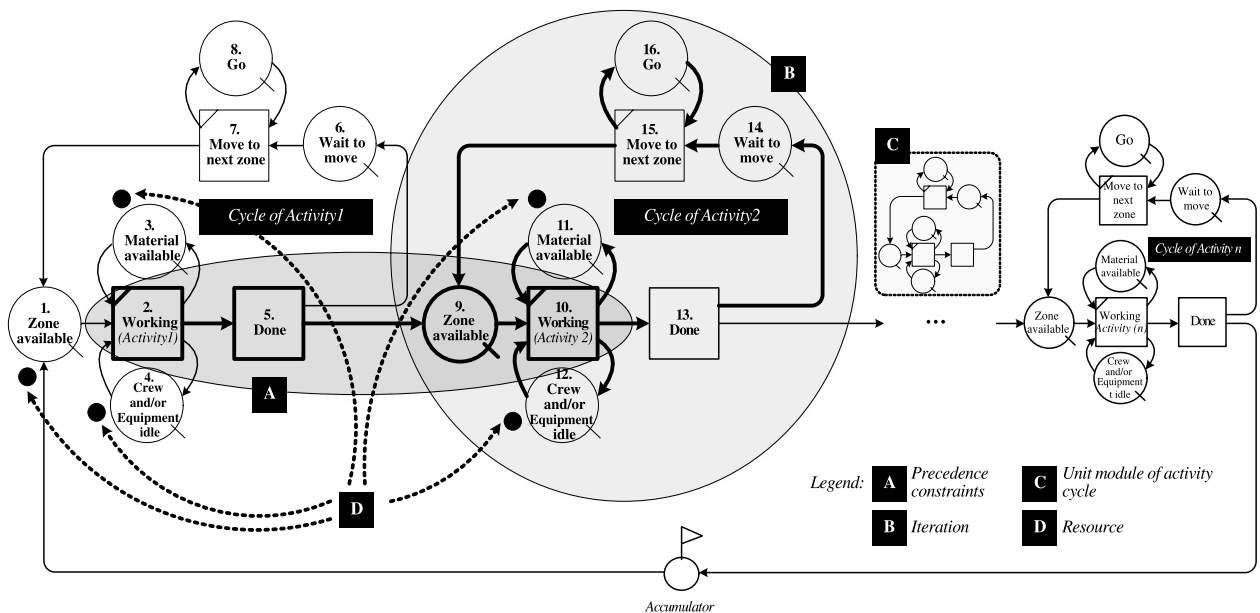 8.
Go
7.
Move to
next zone
6.
Wait to
move
Cycle of Activity1
3.
Material
available
1.
Zone
available
2.
Working
(Activity1)
5.
Done
4.
Crew
and/or
Equipment
idle
A
D
16.
Go
B
15.
Move to
next zone
14.
Wait to
move
11.
Material
available
Cycle of Activity2
9.
Zone
available
10.
Working
(Activity 2)
13.
Done
12.
Crew
and/or
Equipment
idle
C
...
Go
Move to
next
zone
Wait to
move
Cycle of Activity n
Material
available
Zone
available
Working
Activity (n)
Done
Crew
and/or
Equipmen
t idle
Legend:
A
Precedence
constraints
C
Unit module of activity
cycle
B
Iteration
D
Resource
Accumulator